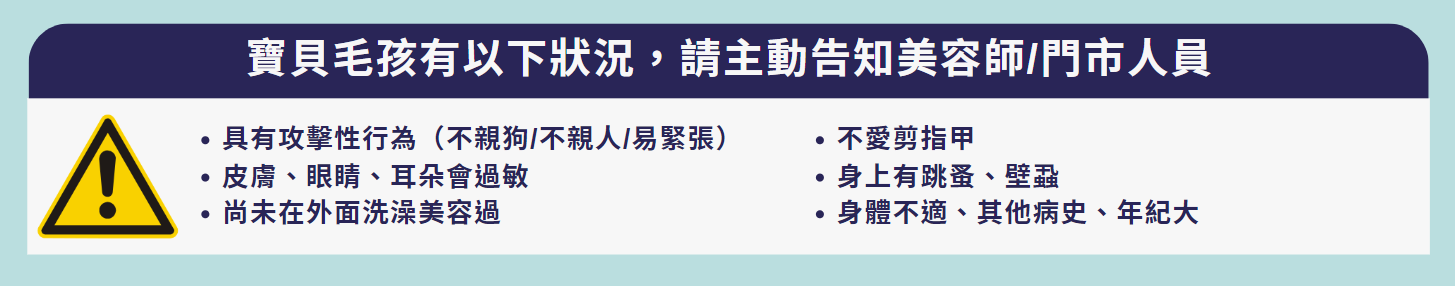 寶貝毛孩有以下狀況，請主動告知美容師/門市人員
• 具有攻擊性行為（不親狗/不親人/易緊張）
• 皮膚、眼睛、耳朵會過敏
• 尚未在外面洗澡美容過
• 不愛剪指甲
• 身上有跳蚤、壁蝨
• 身體不適、其他病史、年紀大